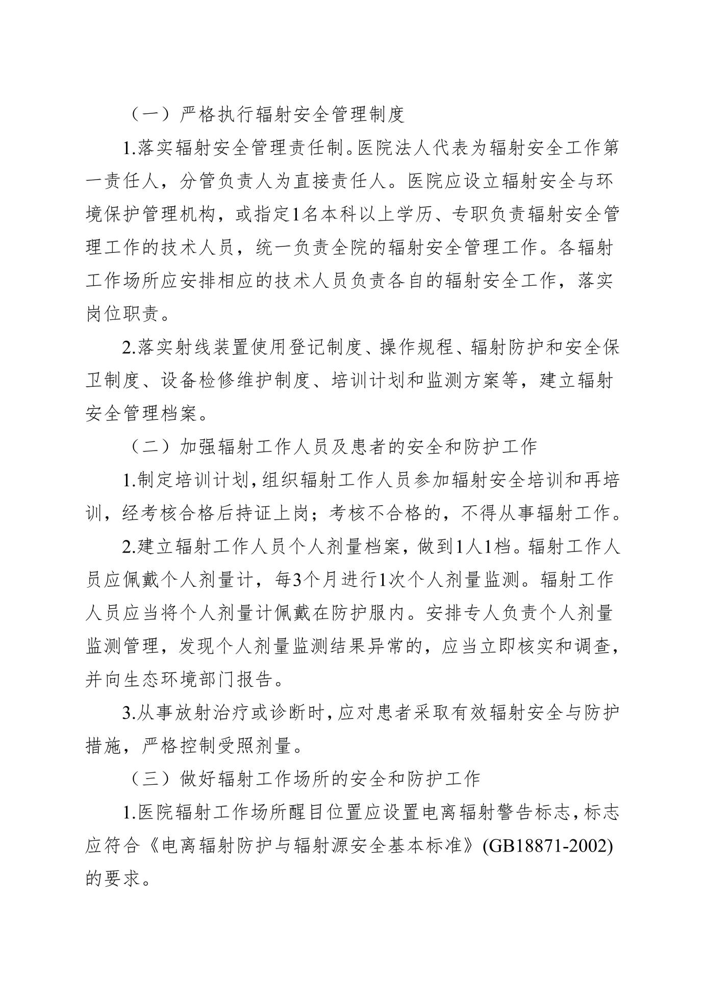 （一）严格执行辐射安全管理制度
1.落实辐射安全管理责任制。医院法人代表为辐射安全工作第
一责任人，分管负责人为直接责任人。医院应设立辐射安全与环
境保护管理机构，或指定1名本科以上学历、专职负责辐射安全管
理工作的技术人员，统一负责全院的辐射安全管理工作。各辐射
工作场所应安排相应的技术人员负责各自的辐射安全工作，落实
岗位职责。
2.落实射线装置使用登记制度、操作规程、辐射防护和安全保
卫制度、设备检修维护制度、培训计划和监测方案等，建立辐射
安全管理档案。
（二）加强辐射工作人员及患者的安全和防护工作
1.制定培训计划，组织辐射工作人员参加辐射安全培训和再培
训，经考核合格后持证上岗；考核不合格的，不得从事辐射工作。
2.建立辐射工作人员个人剂量档案，做到1人1档。辐射工作人
员应佩戴个人剂量计，每3个月进行1次个人剂量监测。辐射工作
人员应当将个人剂量计佩戴在防护服内。安排专人负责个人剂量
监测管理，发现个人剂量监测结果异常的，应当立即核实和调查，
并向生态环境部门报告。
3.从事放射治疗或诊断时，应对患者采取有效辐射安全与防护
措施，严格控制受照剂量。
（三）做好辐射工作场所的安全和防护工作
1.医院辐射工作场所醒目位置应设置电离辐射警告标志，标志
应符合《电离辐射防护与辐射源安全基本标准》(GB18871-2002)
的要求。